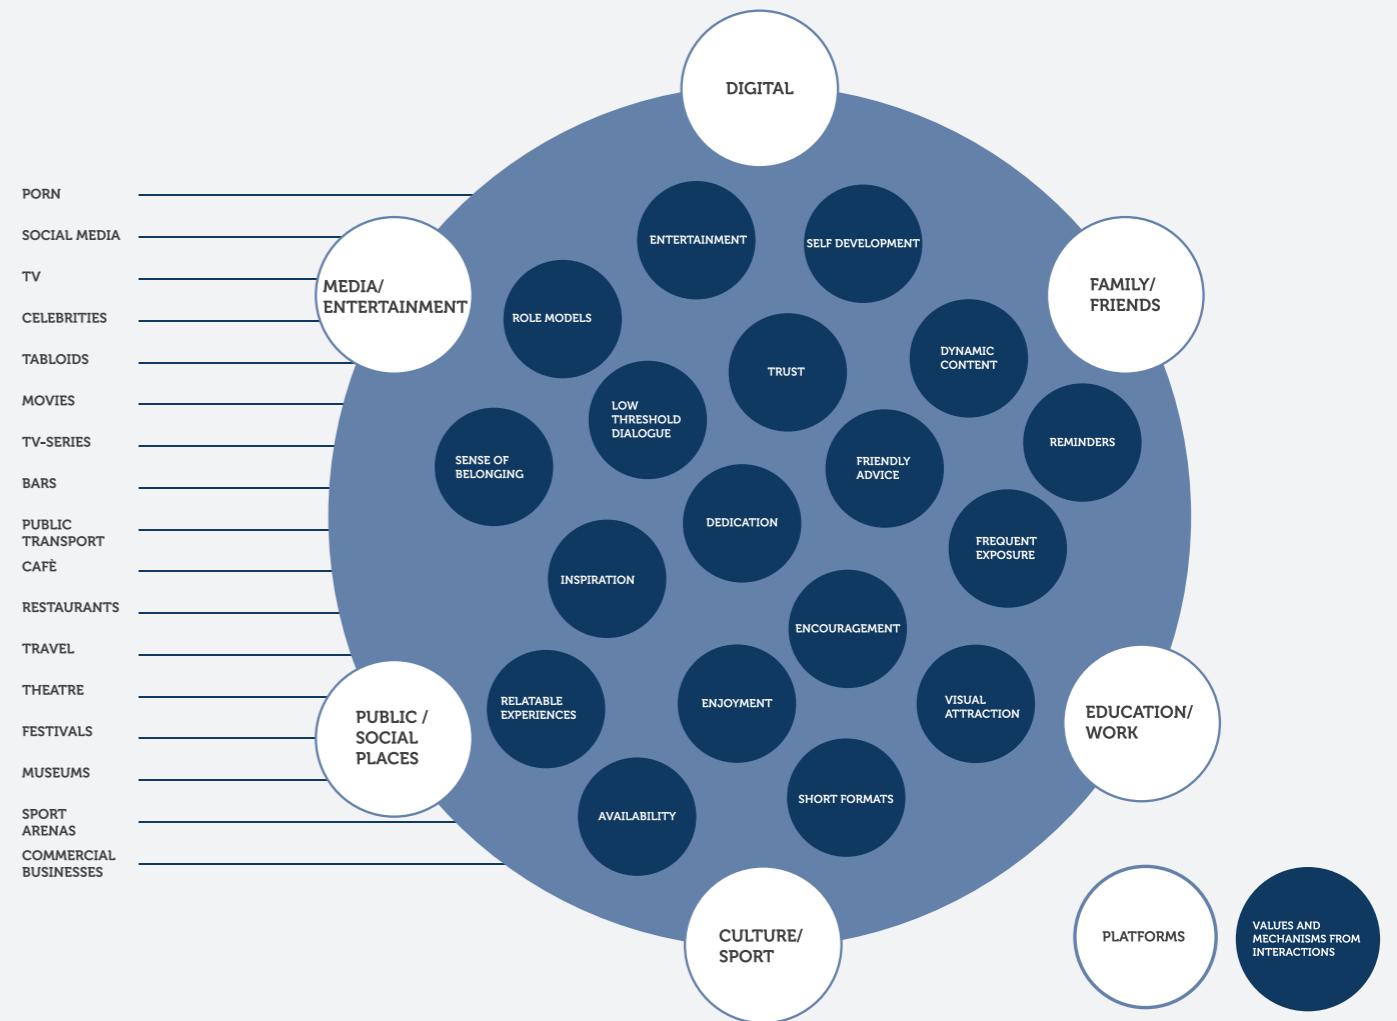 DIGITAL
PORN
SOCIAL MEDIA
TV
CELEBRITIES
TABLOIDS
MOVIES
TV-SERIES
BARS
PUBLIC
TRANSPORT
CAFÈ
RESTAURANTS
TRAVEL
THEATRE
FESTIVALS
MUSEUMS
SPORT
ARENAS
COMMERCIAL
BUSINESSES
MEDIA/
ENTERTAINMENT
FAMILY/
FRIENDS
ENTERTAINMENT
SELF DEVELOPMENT
ROLE MODELS
TRUST
DYNAMIC
CONTENT
LOW
THRESHOLD
DIALOGUE
REMINDERS
SENSE OF
BELONGING
FRIENDLY
ADVICE
DEDICATION
FREQUENT
EXPOSURE
INSPIRATION
ENCOURAGEMENT
RELATABLE
EXPERIENCES
ENJOYMENT
VISUAL
ATTRACTION
PUBLIC /
SOCIAL
PLACES
EDUCATION/
WORK
AVAILABILITY
SHORT FORMATS
CULTURE/
SPORT
PLATFORMS
VALUES AND
MECHANISMS FROM
INTERACTIONS